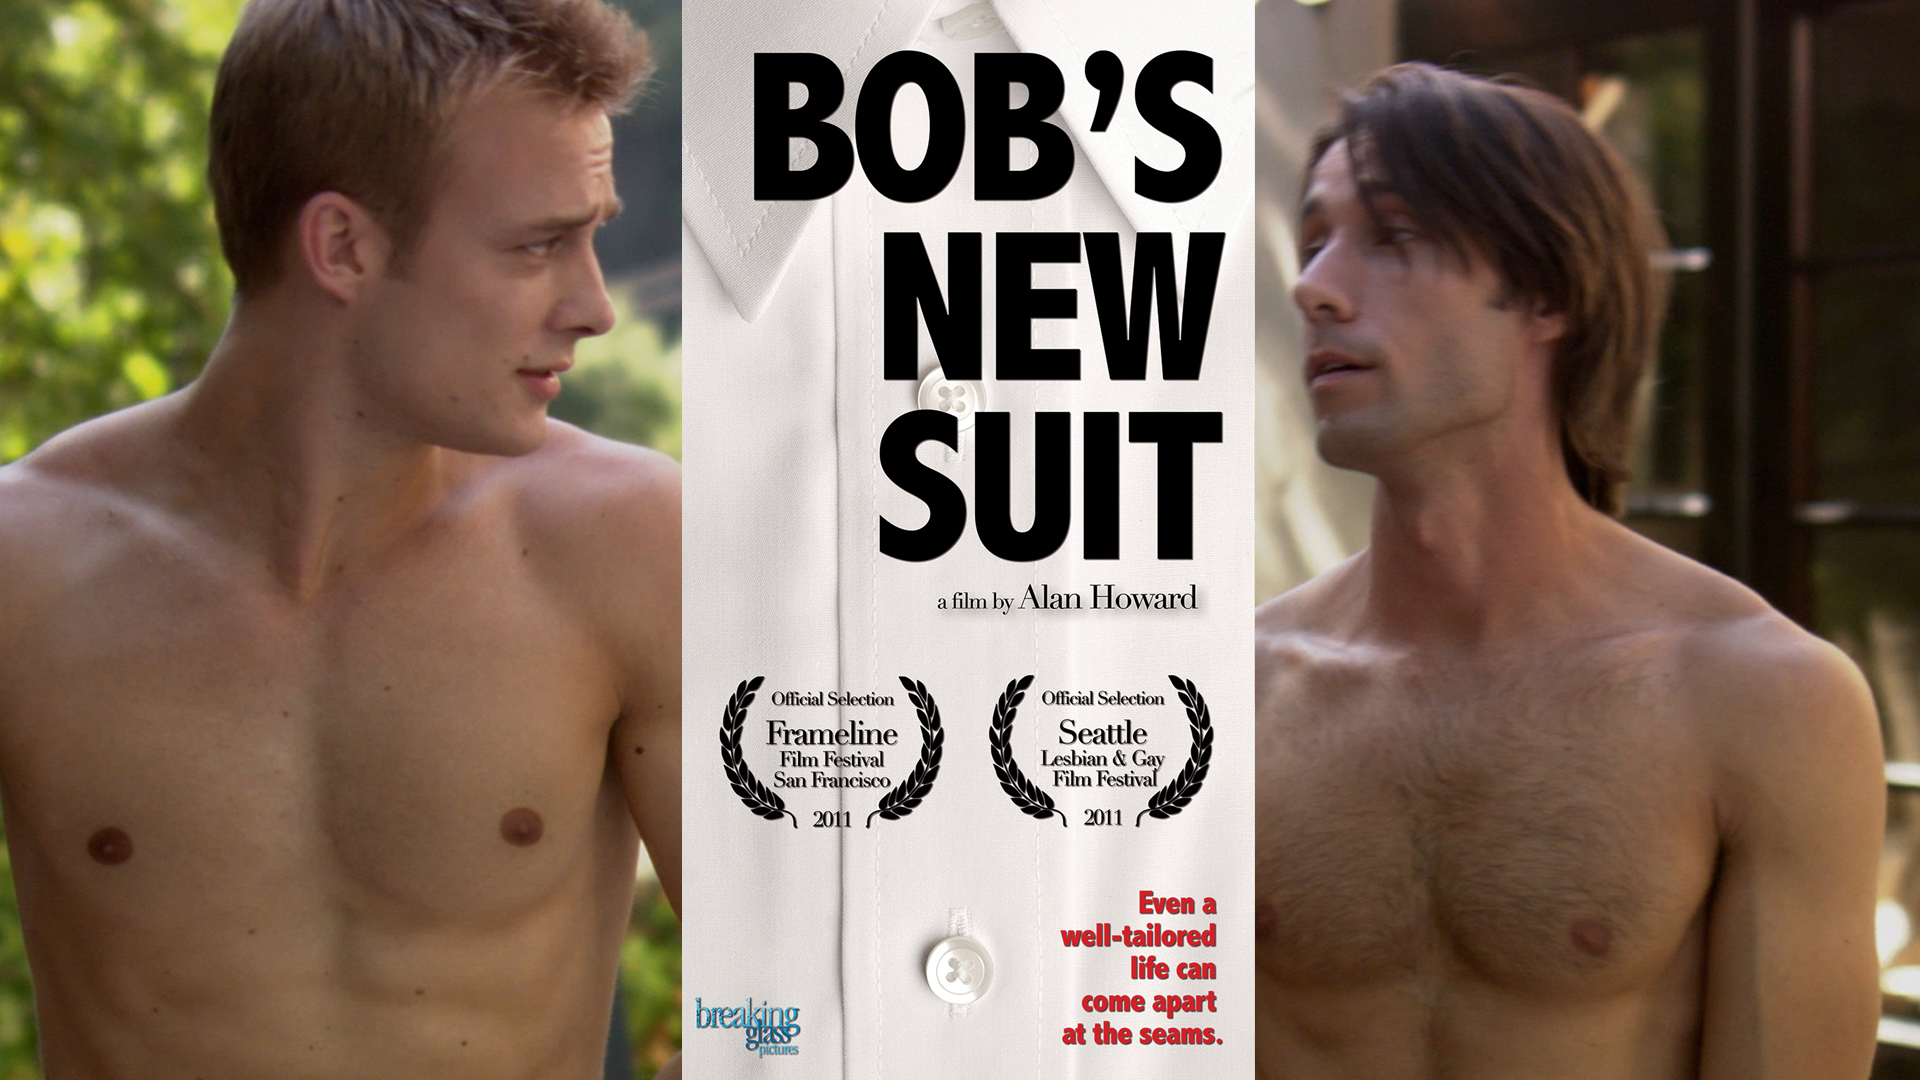 BOB'S
NEW
SUIT
a film by Alan Howard
Official Selection
Frameline
Film Festival
San Francisco
2011
Official Selection
Seattle
Lesbian & Gay
Film Festival
2011
Even a
well-tailored
life can
come apart
at the seams.
breaking
glass
pictures